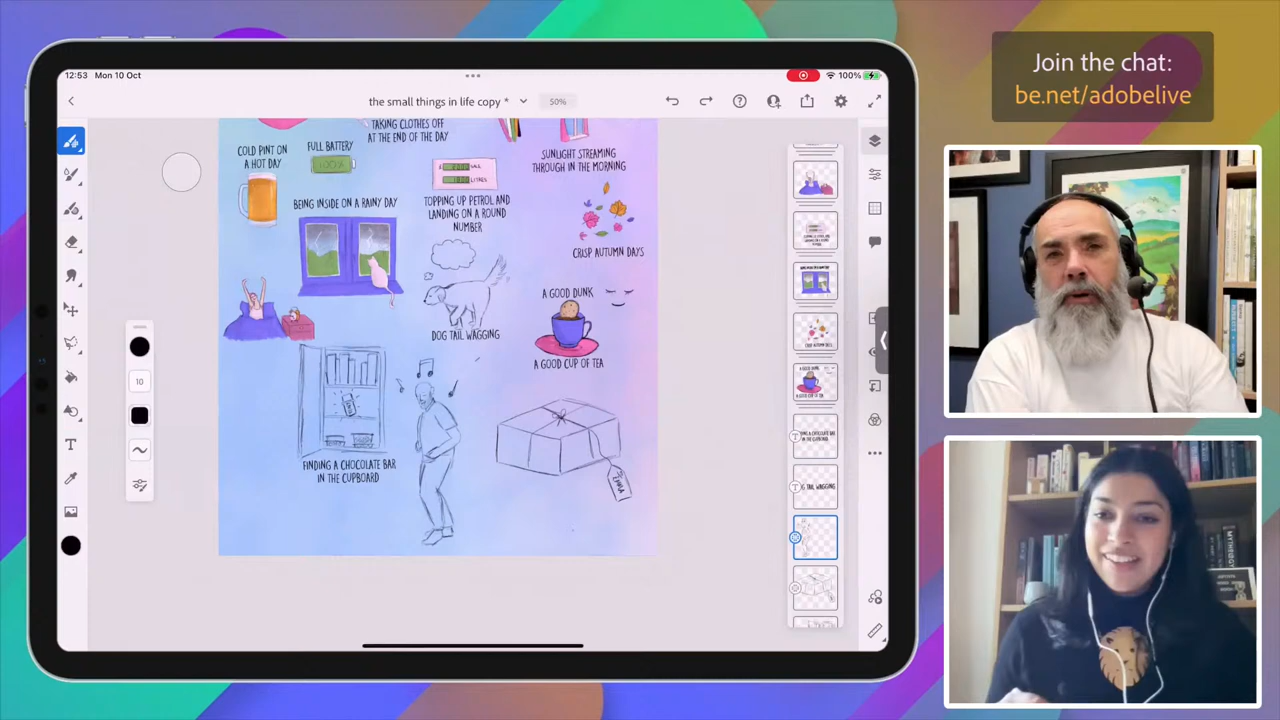 12:53 Mon 10 Oct
100%
the small things in life copy *
50%
Join the chat:
be.net/adobelive
TAKING CLOTHES OFF
AT THE END OF THE DAY
COLD PINT ON
A HOT DAY
FULL BATTERY
100%
SUNLIGHT STREAMING
THROUGH IN THE MORNING
BEING INSIDE ON A RAINY DAY
SALE
LITRES
TOPPING UP PETROL AND
LANDING ON A ROUND
NUMBER
CRISP AUTUMN DAYS
A GOOD DUNK
DOG TAIL WAGGING
A GOOD CUP OF TEA
FINDING A CHOCOLATE BAR
IN THE CUPBOARD
10
T
T